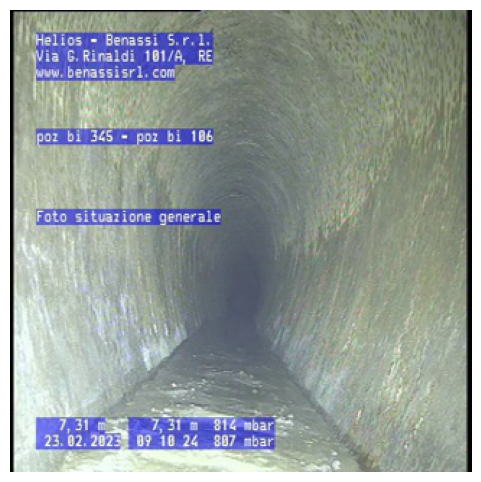 Helios - Benassi S.r.l.
Via G.Rinaldi 101/A, RE
www.benassisrl.com
poz bi 345 - poz bi 106
Foto situazione generale
7,31 m 7,31 m 814 mbar
23.02.2023 09 10 24 807 mbar